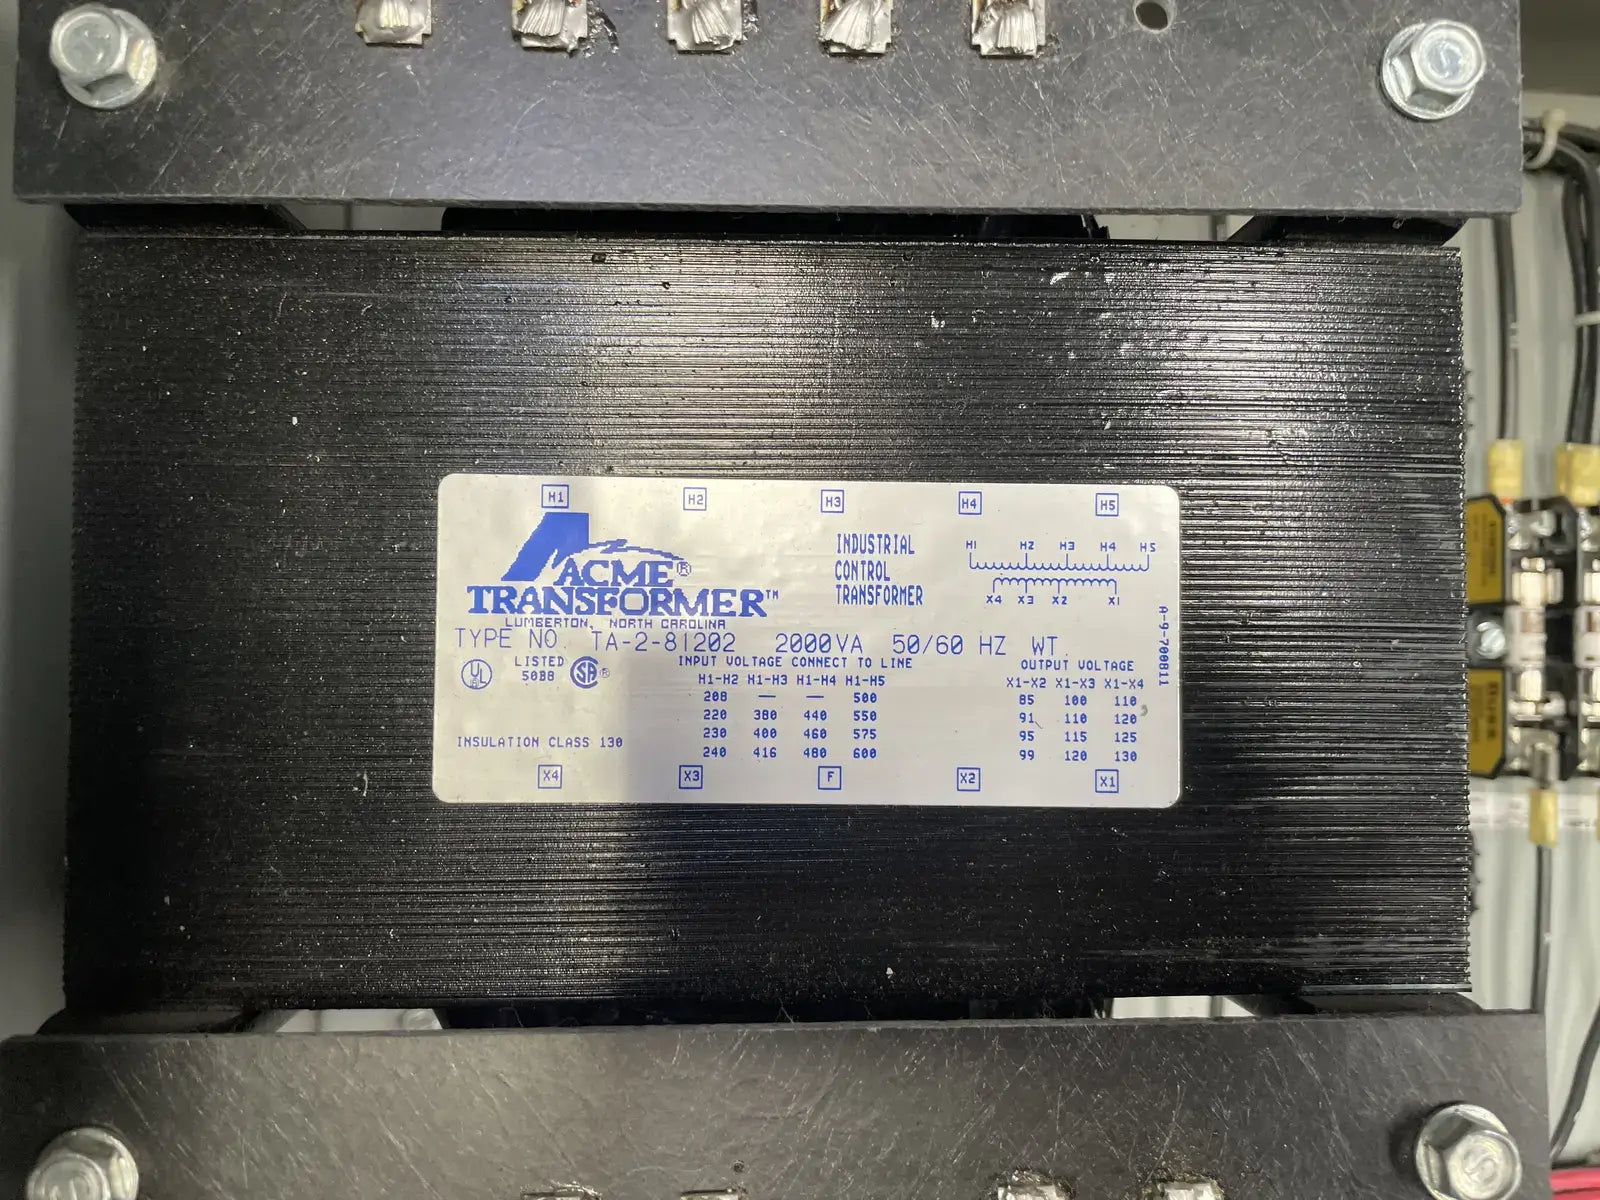 H1 H2 H3 H4 H5
ACME®
TRANSFORMER™
LUMBERTON, NORTH CAROLINA
INDUSTRIAL
CONTROL
TRANSFORMER
H1 H2 H3 H4 H5
X4 X3 X2 X1
A-9-700811
TYPE NO. TA-2-81202 2000VA 50/60 HZ WT.
UL LISTED
50BB
SA®
INPUT VOLTAGE CONNECT TO LINE
H1-H2 H1-H3 H1-H4 H1-H5
208 — — 500
220 380 440 550
230 400 460 575
240 416 480 600
OUTPUT VOLTAGE
X1-X2 X1-X3 X1-X4
85 100 110
91 110 120
95 115 125
99 120 130
INSULATION CLASS 130
X4 X3 F X2 X1